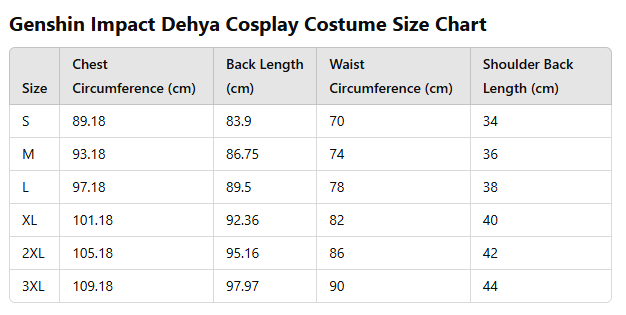 Genshin Impact Dehya Cosplay Costume Size Chart
Size Chest Circumference (cm) Back Length (cm) Waist Circumference (cm) Shoulder Back Length (cm)
S 89.18 83.9 70 34
M 93.18 86.75 74 36
L 97.18 89.5 78 38
XL 101.18 92.36 82 40
2XL 105.18 95.16 86 42
3XL 109.18 97.97 90 44